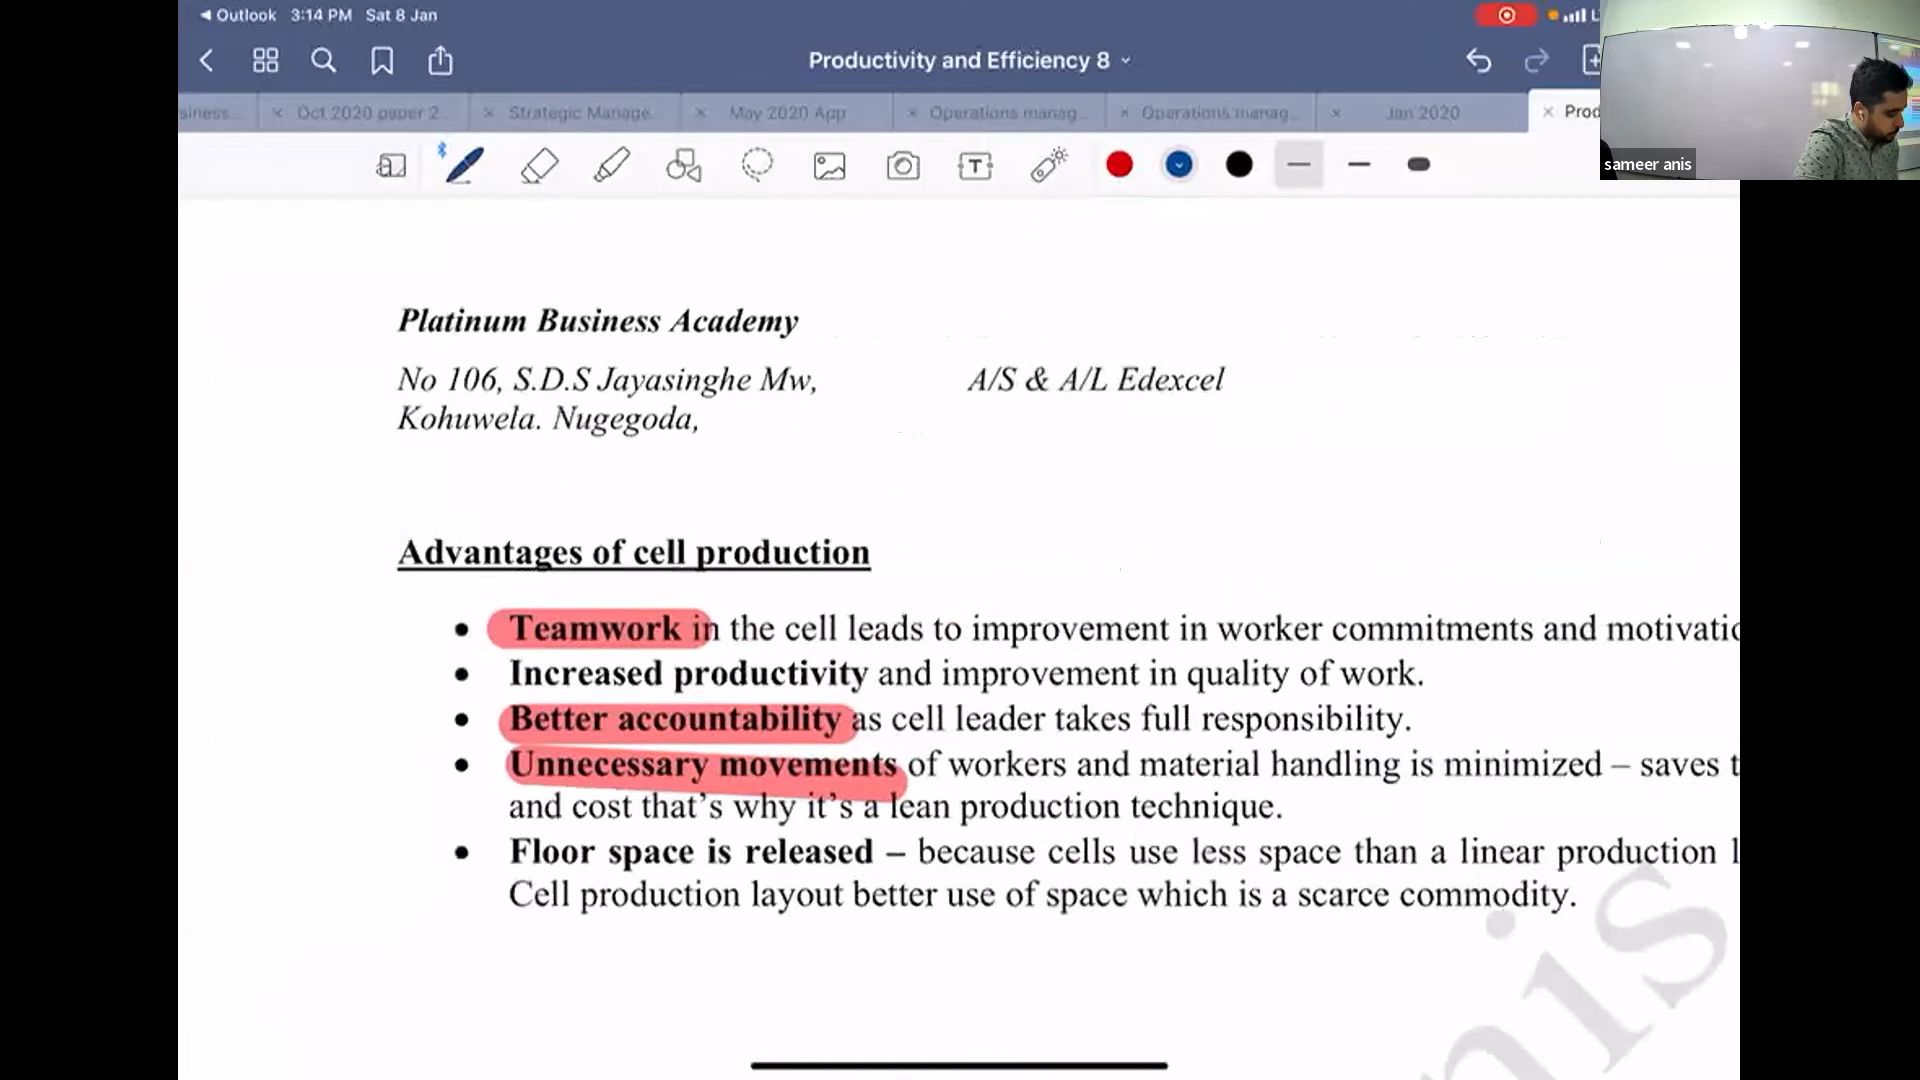 Outlook 3:14 PM Sat 8 Jan
Productivity and Efficiency 8
siness... Oct 2020 paper 2... Strategic Manage... May 2020 App Operations manag... Operations manag... Jan 2020 Prod
sameer anis
Platinum Business Academy
No 106, S.D.S Jayasinghe Mw, A/S & A/L Edexcel
Kohuwela. Nugegoda,
Advantages of cell production
• Teamwork in the cell leads to improvement in worker commitments and motivatio
• Increased productivity and improvement in quality of work.
• Better accountability as cell leader takes full responsibility.
• Unnecessary movements of workers and material handling is minimized – saves t
and cost that's why it's a lean production technique.
• Floor space is released – because cells use less space than a linear production l
Cell production layout better use of space which is a scarce commodity.
nis